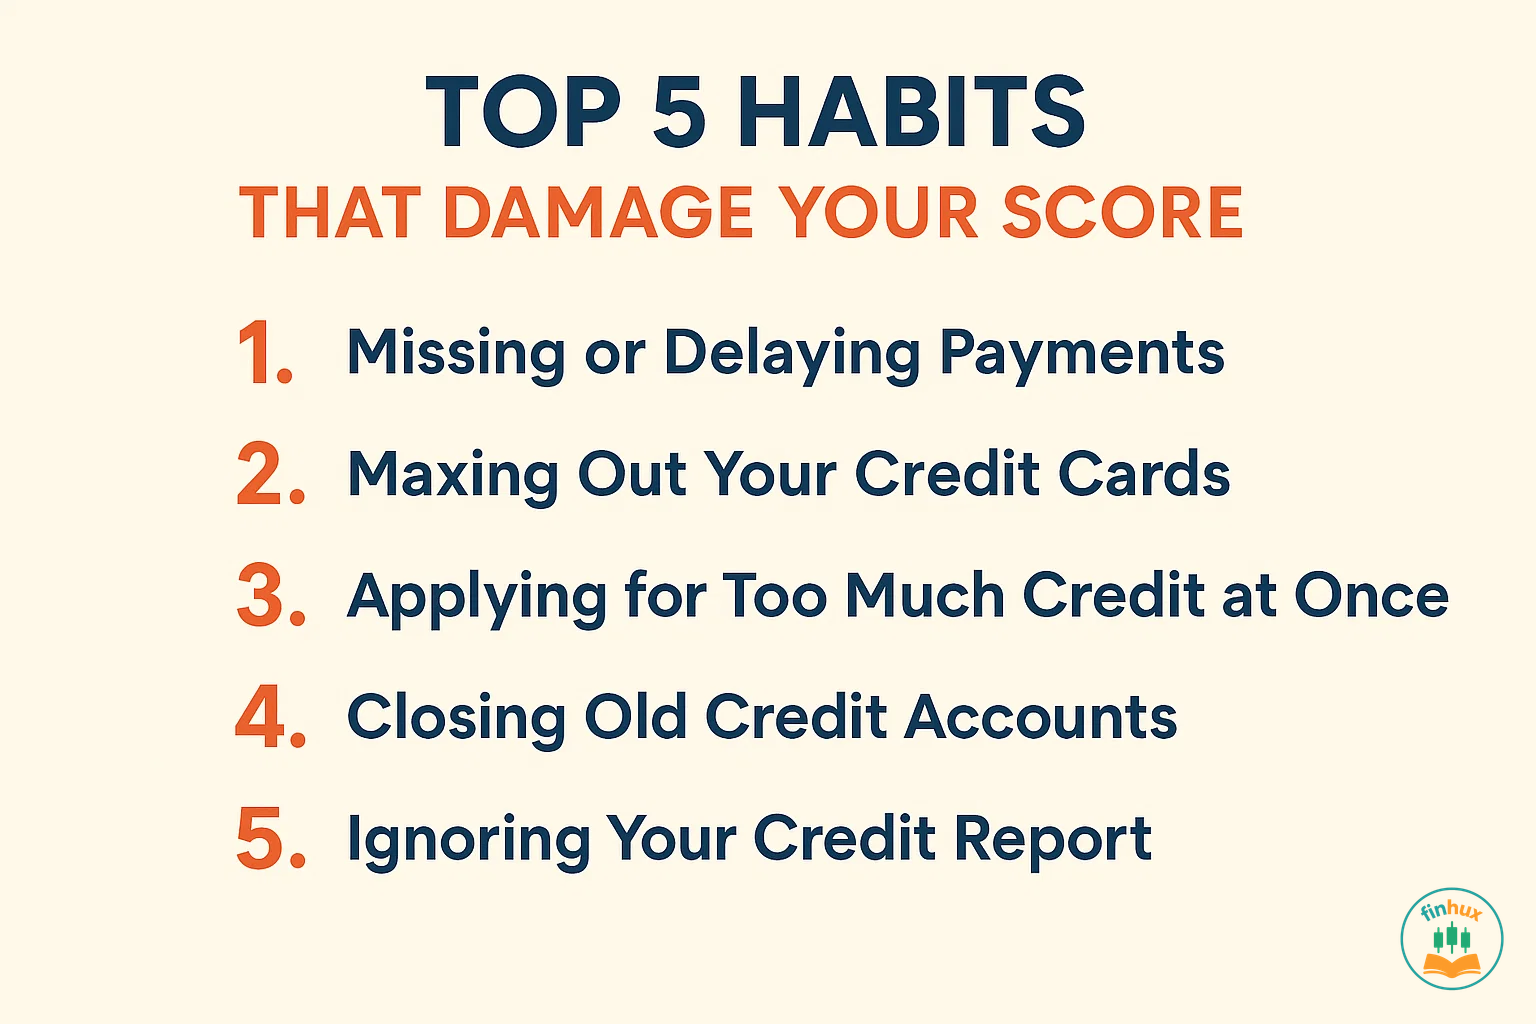 TOP 5 HABITS
THAT DAMAGE YOUR SCORE
1. Missing or Delaying Payments
2. Maxing Out Your Credit Cards
3. Applying for Too Much Credit at Once
4. Closing Old Credit Accounts
5. Ignoring Your Credit Report
finhux